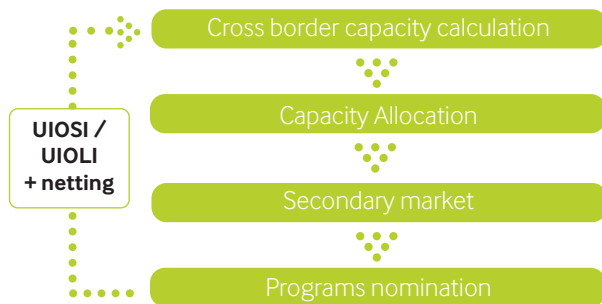 Cross border capacity calculation
Capacity Allocation
UIOSI /
UIOLI
+ netting
Secondary market
Programs nomination